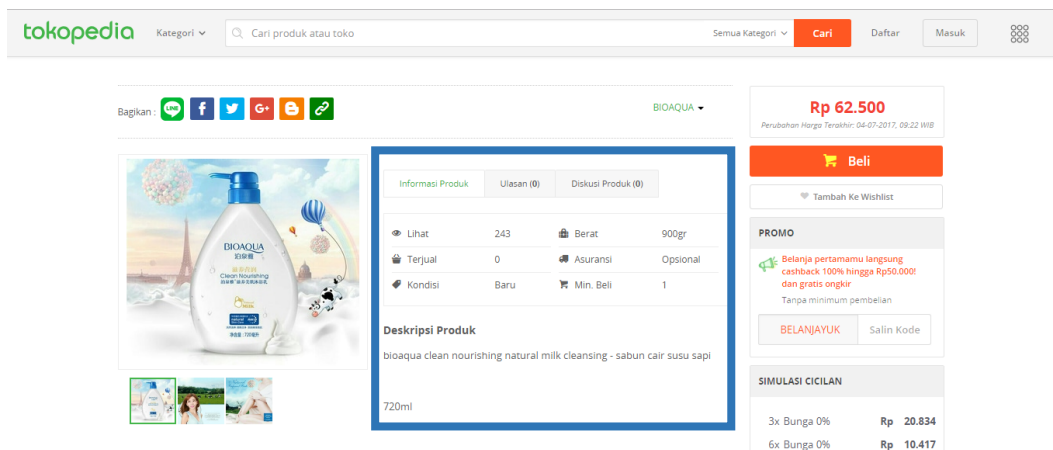 tokopedia Kategori Cari produk atau toko Semua Kategori Cari Daftar Masuk
Bagikan : LINE f G+ BIOAQUA
Rp 62.500
Perubahan Harga Terakhir: 04-07-2017, 09:22 WIB
Beli
Tambah Ke Wishlist
BIOAQUA
泊泉雅
Clean Nourishing
Informasi Produk Ulasan (0) Diskusi Produk (0)
Lihat 243 Berat 900gr
Terjual 0 Asuransi Opsional
Kondisi Baru Min. Beli 1
Deskripsi Produk
bioaqua clean nourishing natural milk cleansing - sabun cair susu sapi
720ml
PROMO
Belanja pertamamu langsung
cashback 100% hingga Rp50.000!
dan gratis ongkir
Tanpa minimum pembelian
BELANJAYUK Salin Kode
SIMULASI CICILAN
3x Bunga 0% Rp 20.834
6x Bunga 0% Rp 10.417